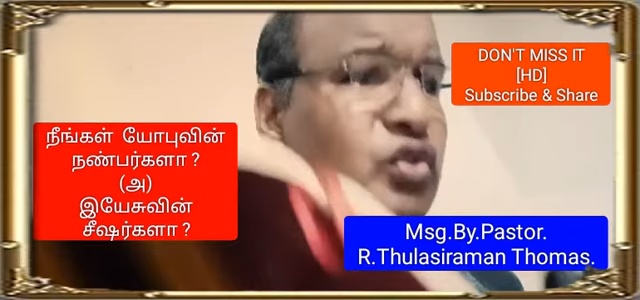 DON'T MISS IT
[HD]
Subscribe & Share
நீங்கள் யோபுவின்
நண்பர்களா ?
(அ)
இயேசுவின்
சீஷர்களா ?
Msg.By.Pastor.
R.Thulasiraman Thomas.